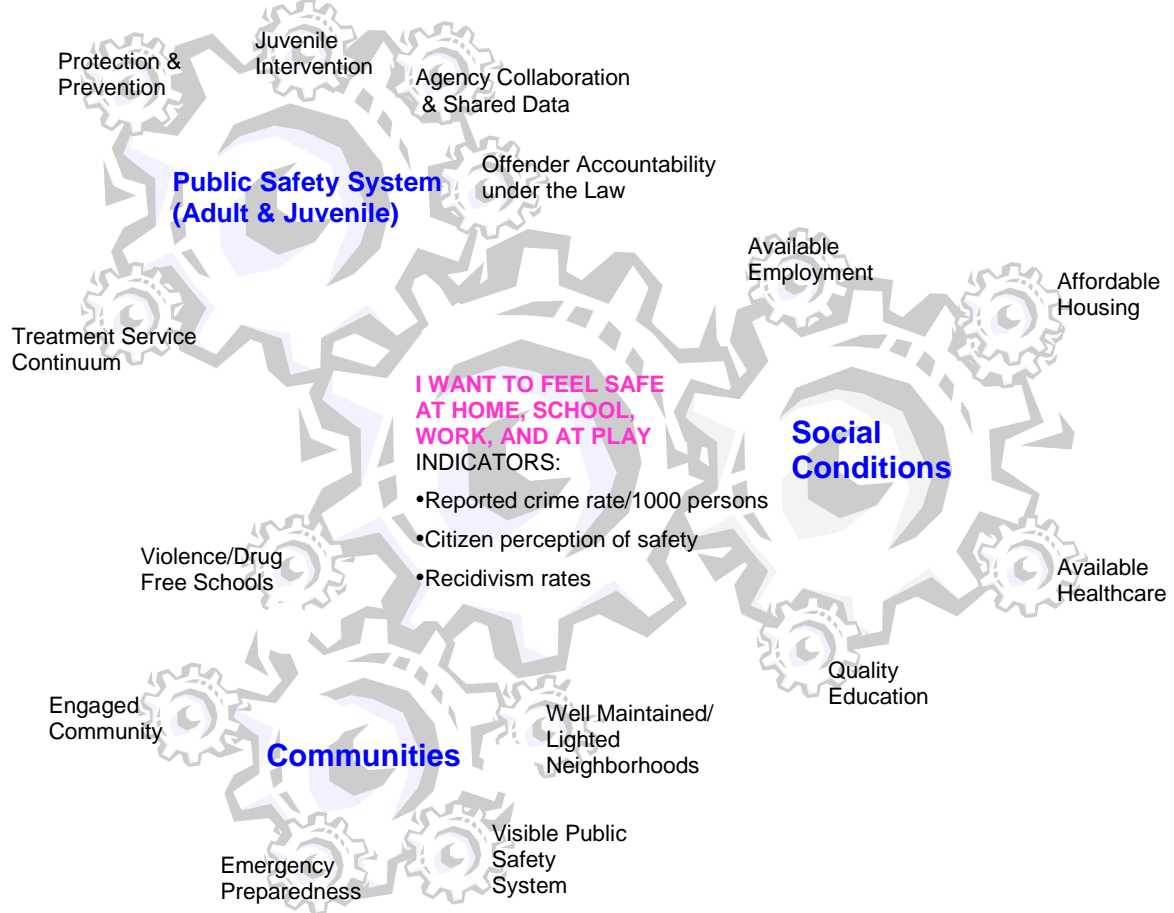 Protection &
Prevention
Juvenile
Intervention
Agency Collaboration
& Shared Data
Offender Accountability
under the Law
Public Safety System
(Adult & Juvenile)
Treatment Service
Continuum
Available
Employment
Affordable
Housing
I WANT TO FEEL SAFE
AT HOME, SCHOOL,
WORK, AND AT PLAY
INDICATORS:
•Reported crime rate/1000 persons
•Citizen perception of safety
•Recidivism rates
Social
Conditions
Available
Healthcare
Quality
Education
Violence/Drug
Free Schools
Engaged
Community
Communities
Well Maintained/
Lighted
Neighborhoods
Emergency
Preparedness
Visible Public
Safety
System